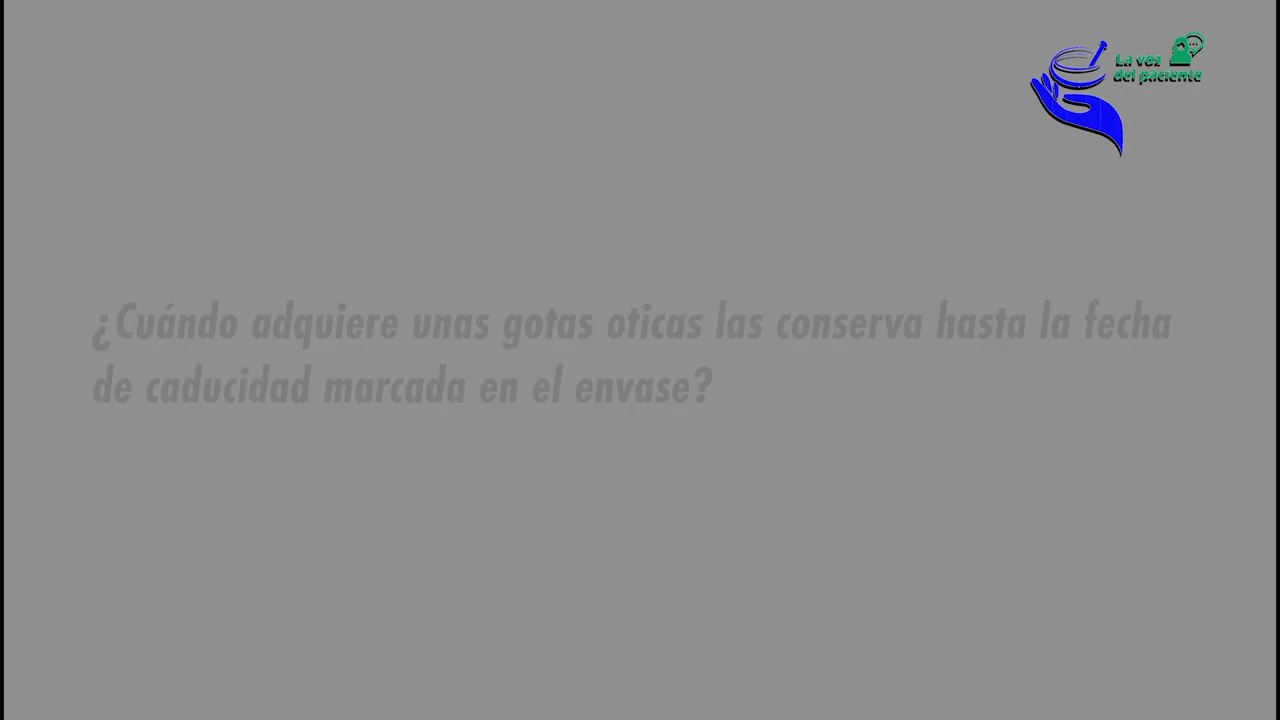 La voz
del paciente
¿Cuándo adquiere unas gotas oticas las conserva hasta la fecha
de caducidad marcada en el envase?